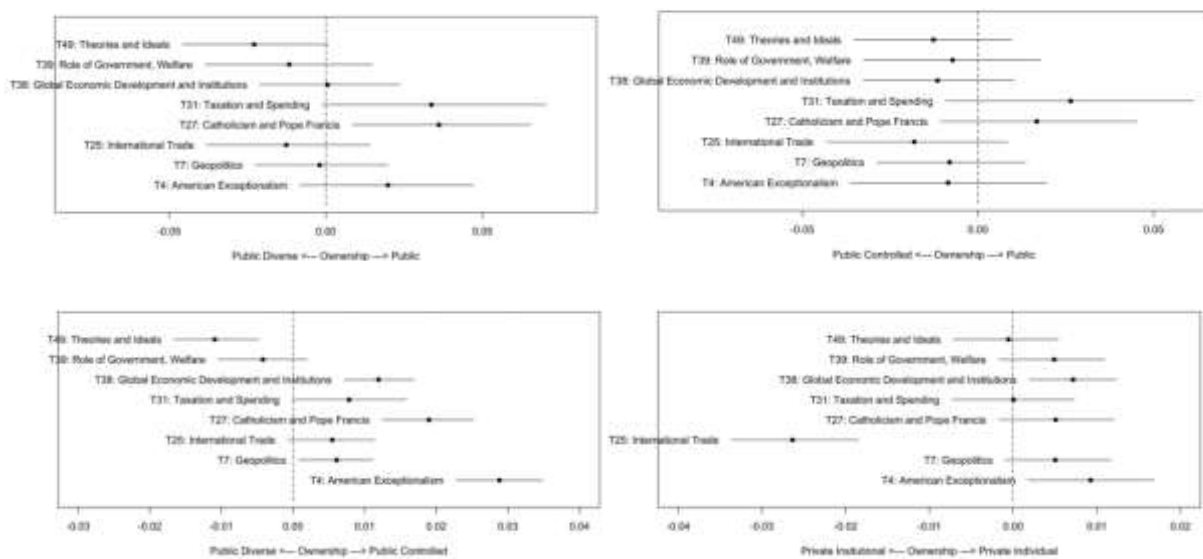 T49: Theories and Ideals
T39: Role of Government, Welfare
T38: Global Economic Development and Institutions
T31: Taxation and Spending
T27: Catholicism and Pope Francis
T25: International Trade
T7: Geopolitics
T4: American Exceptionalism
-0.05 0.00 0.05
Public Diverse <--- Ownership ---> Public
T49: Theories and Ideals
T39: Role of Government, Welfare
T38: Global Economic Development and Institutions
T31: Taxation and Spending
T27: Catholicism and Pope Francis
T25: International Trade
T7: Geopolitics
T4: American Exceptionalism
-0.05 0.00 0.05
Public Controlled <--- Ownership ---> Public
T49: Theories and Ideals
T39: Role of Government, Welfare
T38: Global Economic Development and Institutions
T31: Taxation and Spending
T27: Catholicism and Pope Francis
T25: International Trade
T7: Geopolitics
T4: American Exceptionalism
-0.03 -0.02 -0.01 0.00 0.01 0.02 0.03 0.04
Public Diverse <--- Ownership ---> Public Controlled
T49: Theories and Ideals
T39: Role of Government, Welfare
T38: Global Economic Development and Institutions
T31: Taxation and Spending
T27: Catholicism and Pope Francis
T25: International Trade
T7: Geopolitics
T4: American Exceptionalism
-0.04 -0.03 -0.02 -0.01 0.00 0.01 0.02
Private Institutional <--- Ownership ---> Private Individual